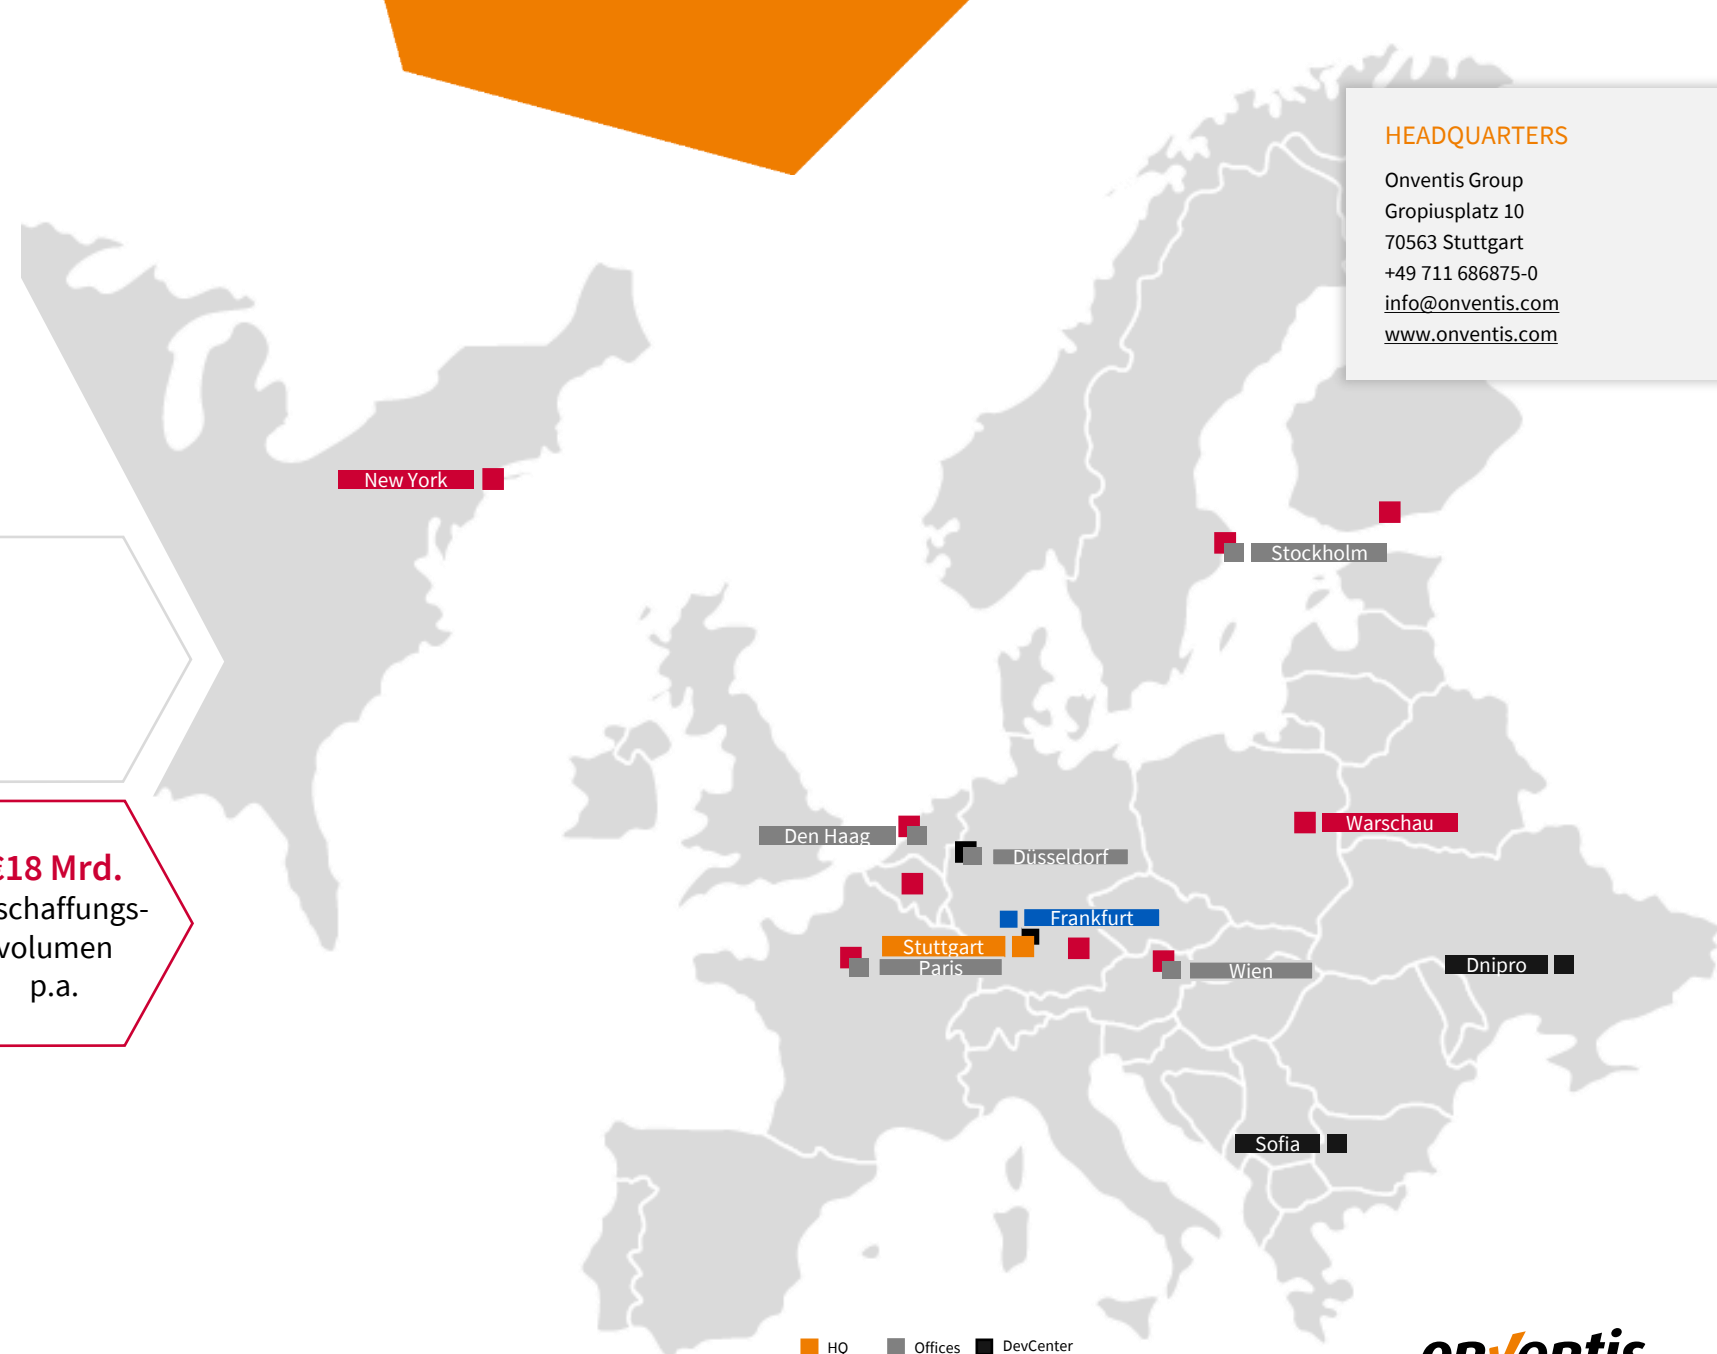 HEADQUARTERS
Onventis Group
Gropiusplatz 10
70563 Stuttgart
+49 711 686875-0
info@onventis.com
www.onventis.com
New York
Stockholm
Den Haag
Warschau
Düsseldorf
Frankfurt
Stuttgart
Paris
Wien
Dnipro
Sofia
€18 Mrd.
schaffungs-
volumen
p.a.
HQ
Offices
DevCenter
onventis